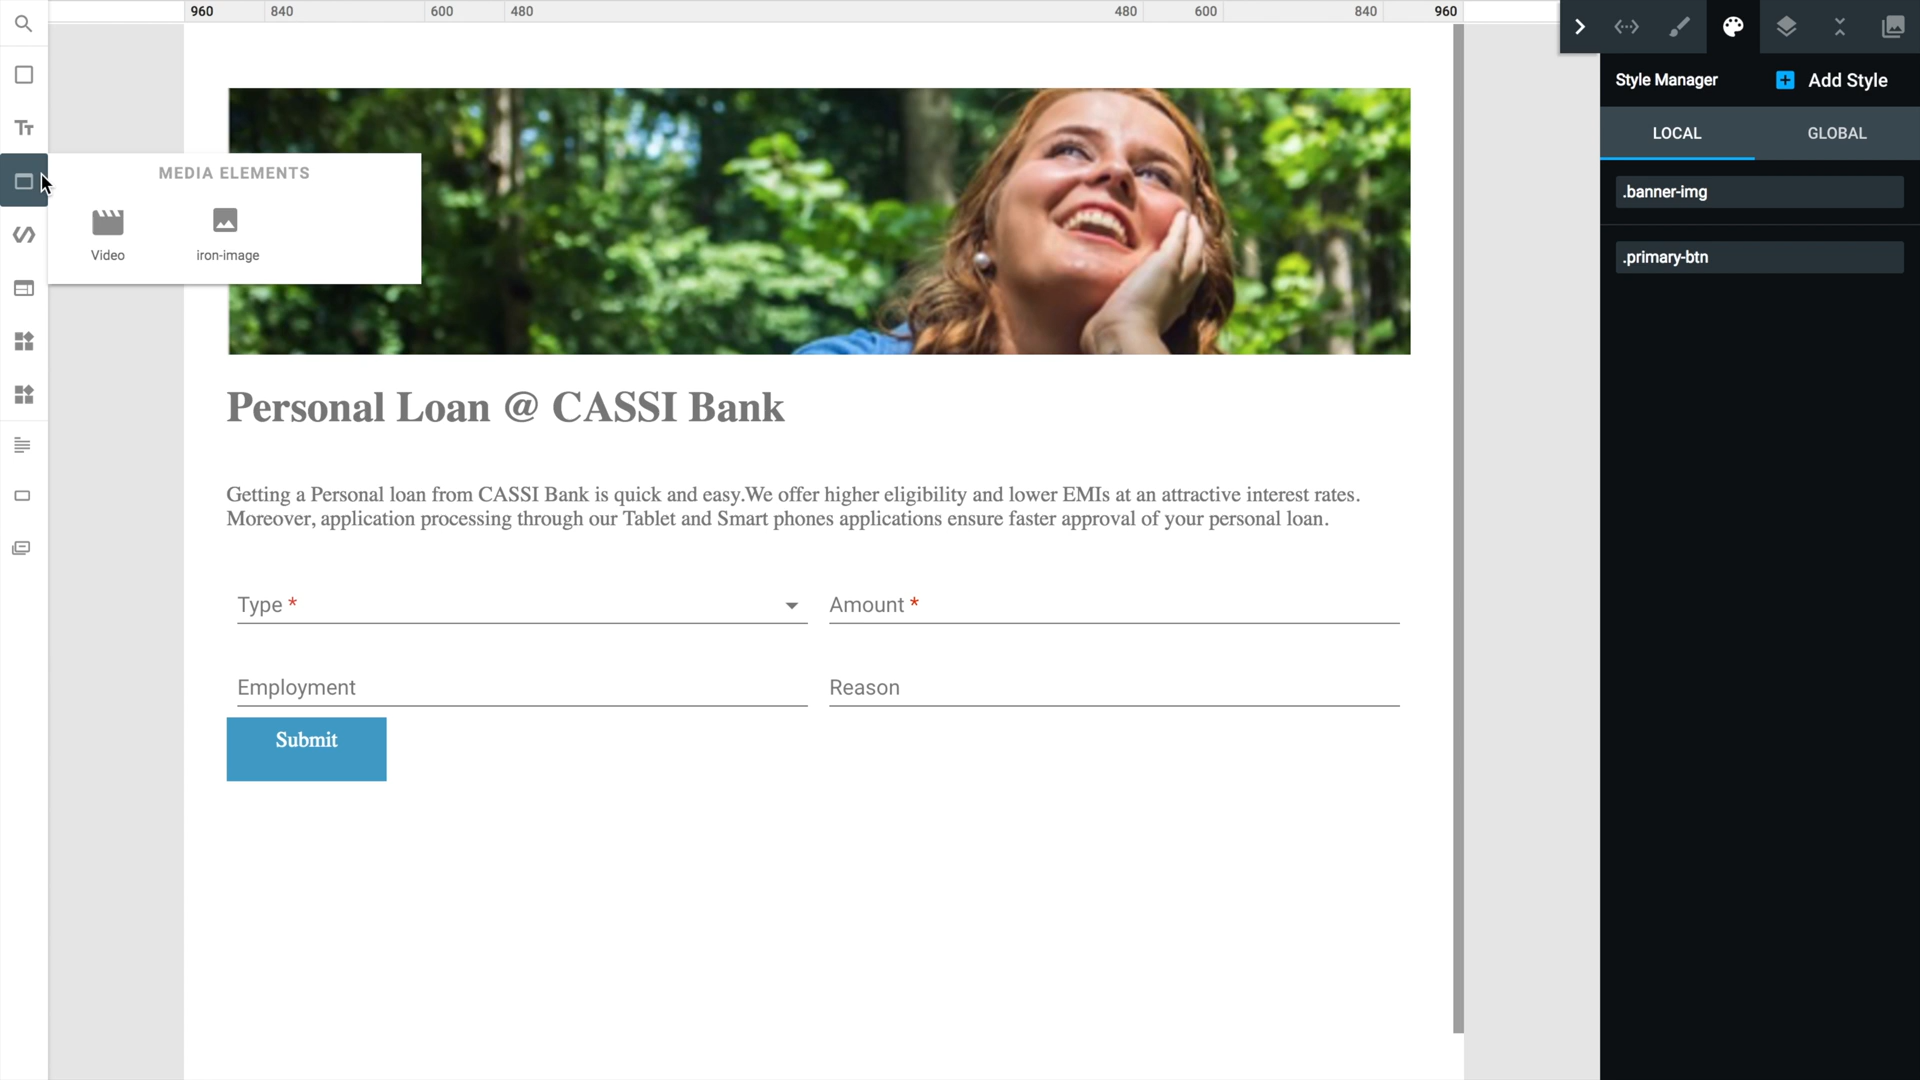 960 840 600 480 480 600 840 960
Style Manager
Add Style
LOCAL GLOBAL
.banner-img
.primary-btn
MEDIA ELEMENTS
Video iron-image
Personal Loan @ CASSI Bank
Getting a Personal loan from CASSI Bank is quick and easy.We offer higher eligibility and lower EMIs at an attractive interest rates.
Moreover, application processing through our Tablet and Smart phones applications ensure faster approval of your personal loan.
Type * Amount *
Employment Reason
Submit